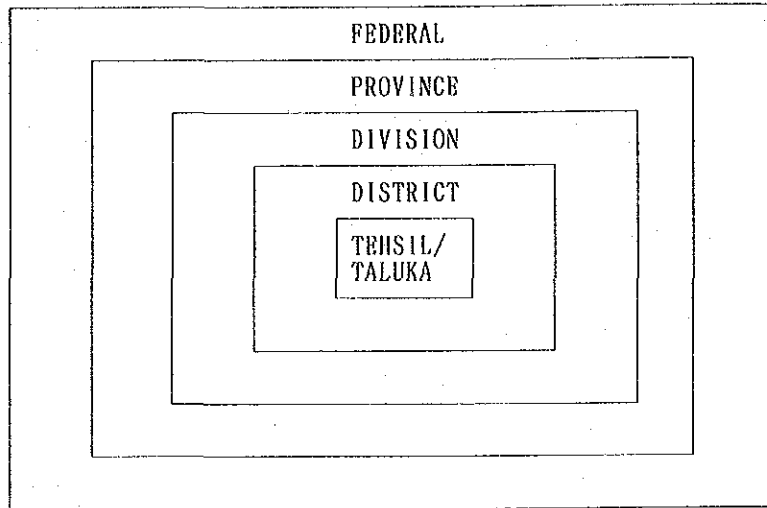 FEDERAL
PROVINCE
DIVISION
DISTRICT
TEHSIL/
TALUKA